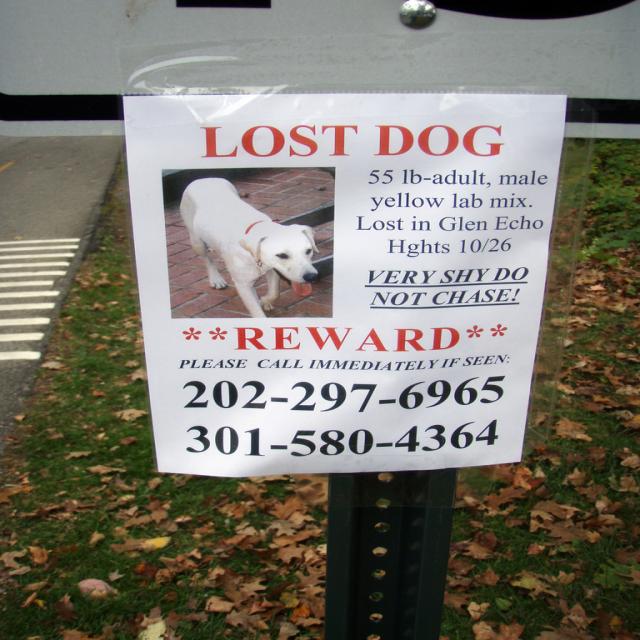 LOST DOG
55 lb-adult, male
yellow lab mix.
Lost in Glen Echo
Hghts 10/26
VERY SHY DO
NOT CHASE!
**REWARD**
PLEASE CALL IMMEDIATELY IF SEEN:
202-297-6965
301-580-4364